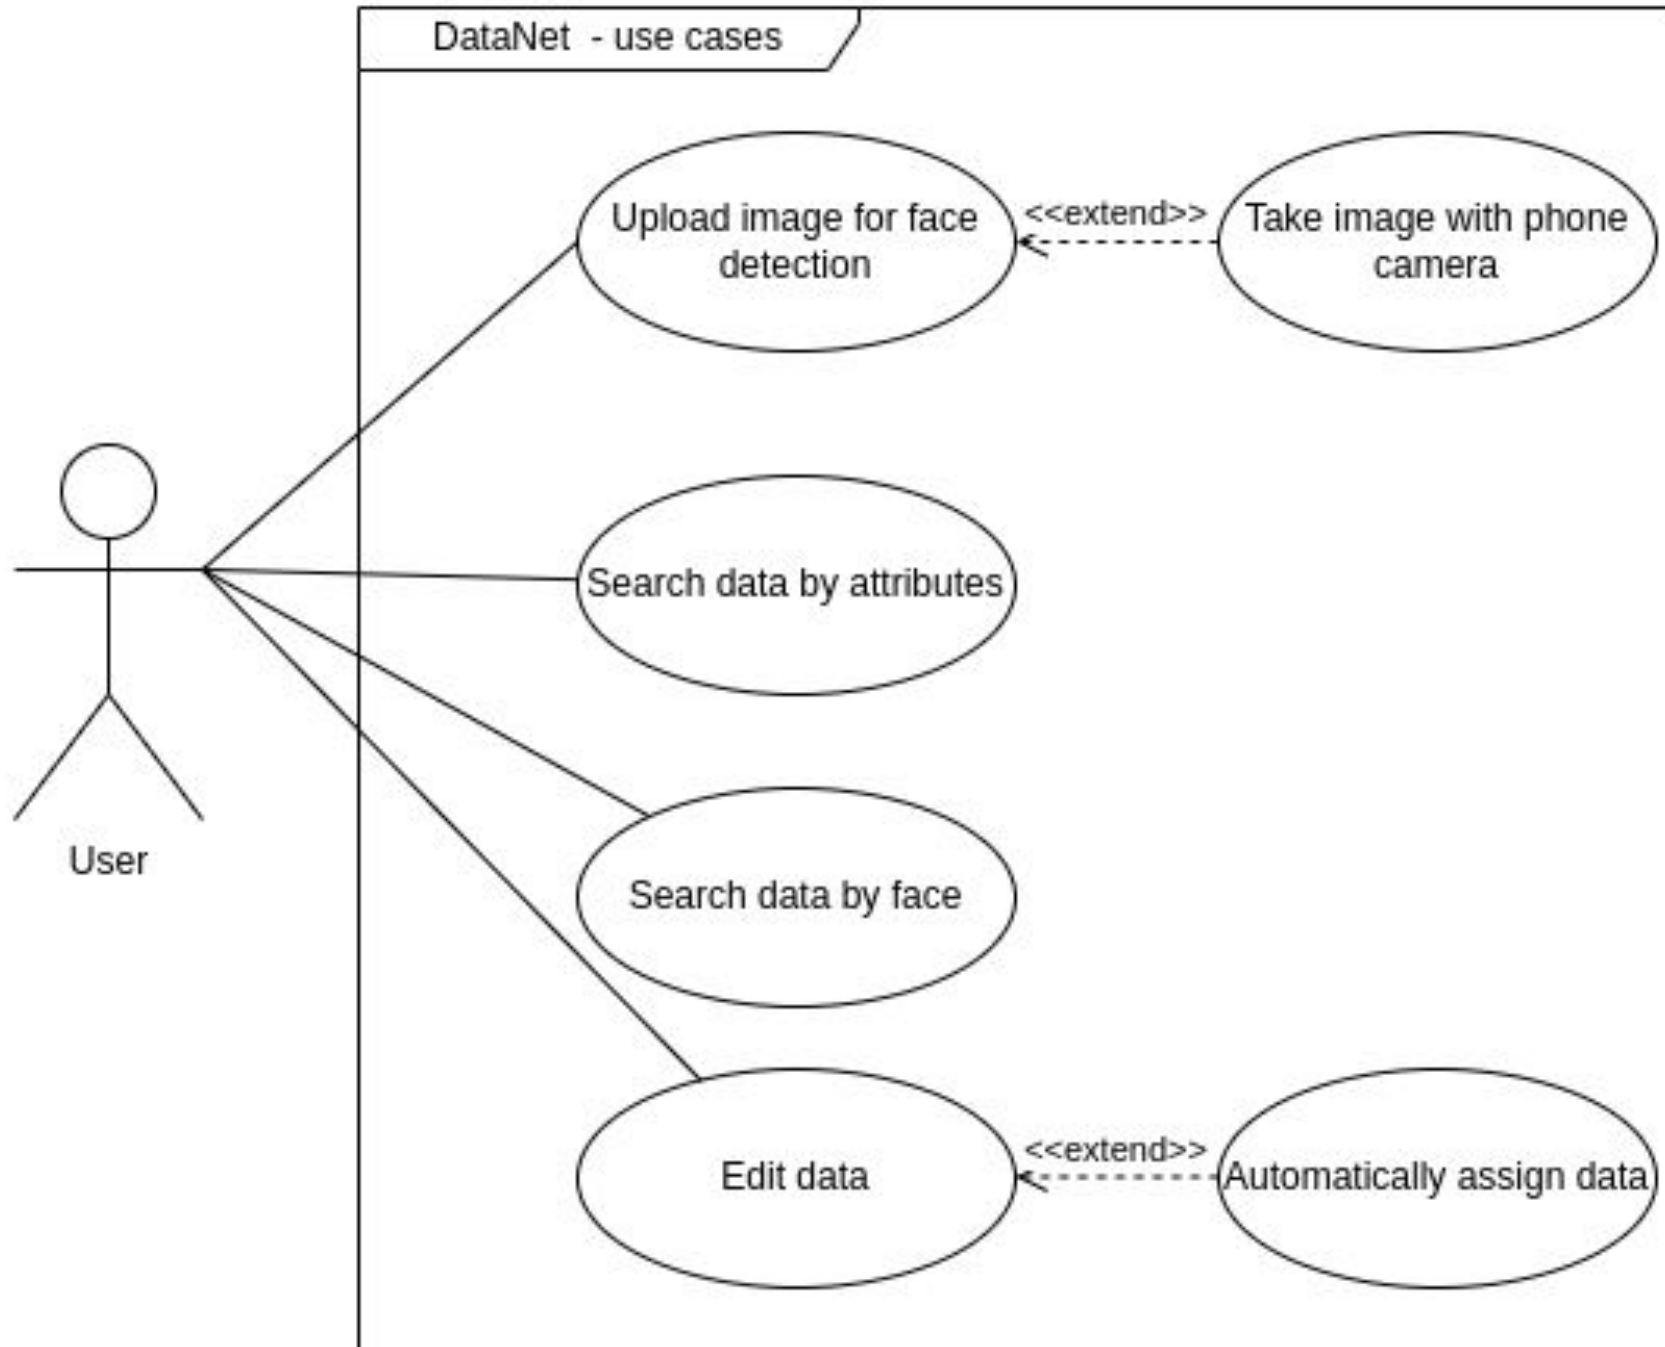 DataNet  - use cases
Upload image for face
detection
<<extend>>
Take image with phone
camera
Search data by attributes
User
Search data by face
Edit data
<<extend>>
Automatically assign data